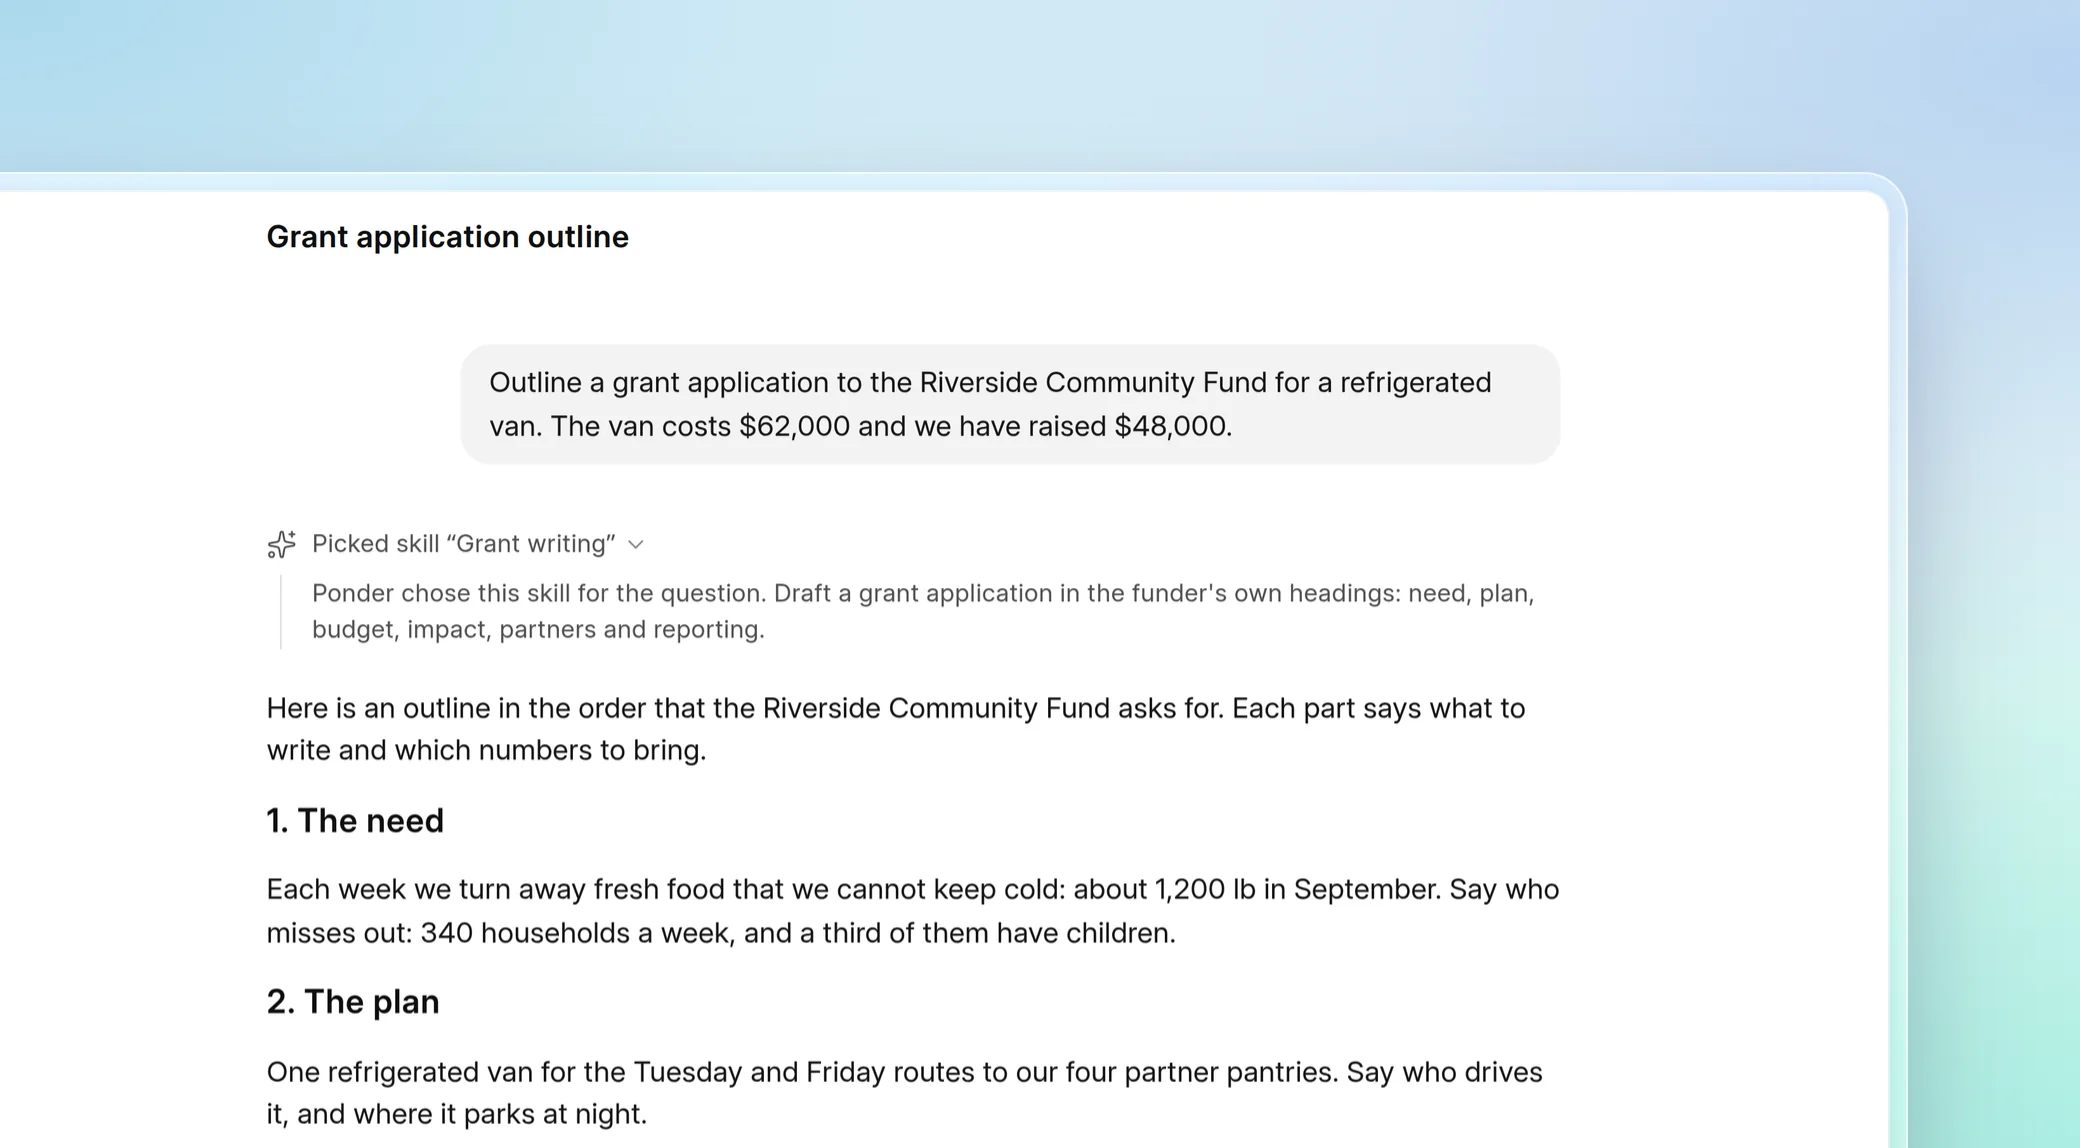 Grant application outline
Outline a grant application to the Riverside Community Fund for a refrigerated
van. The van costs $62,000 and we have raised $48,000.
Picked skill “Grant writing”
Ponder chose this skill for the question. Draft a grant application in the funder's own headings: need, plan,
budget, impact, partners and reporting.
Here is an outline in the order that the Riverside Community Fund asks for. Each part says what to
write and which numbers to bring.
1. The need
Each week we turn away fresh food that we cannot keep cold: about 1,200 lb in September. Say who
misses out: 340 households a week, and a third of them have children.
2. The plan
One refrigerated van for the Tuesday and Friday routes to our four partner pantries. Say who drives
it, and where it parks at night.